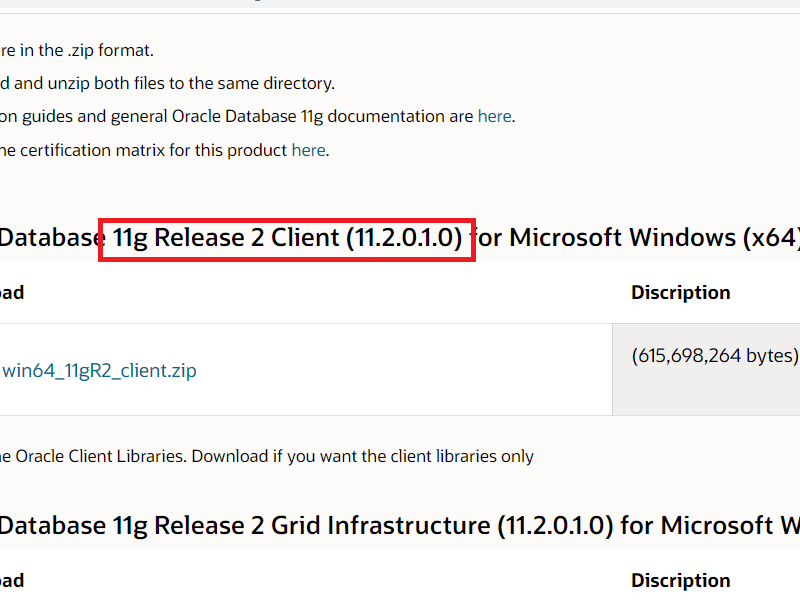 re in the .zip format.
d and unzip both files to the same directory.
on guides and general Oracle Database 11g documentation are here.
he certification matrix for this product here.
Database 11g Release 2 Client (11.2.0.1.0) for Microsoft Windows (x64)
oad
Discription
win64_11gR2_client.zip
(615,698,264 bytes)
e Oracle Client Libraries. Download if you want the client libraries only
Database 11g Release 2 Grid Infrastructure (11.2.0.1.0) for Microsoft W
oad
Discription